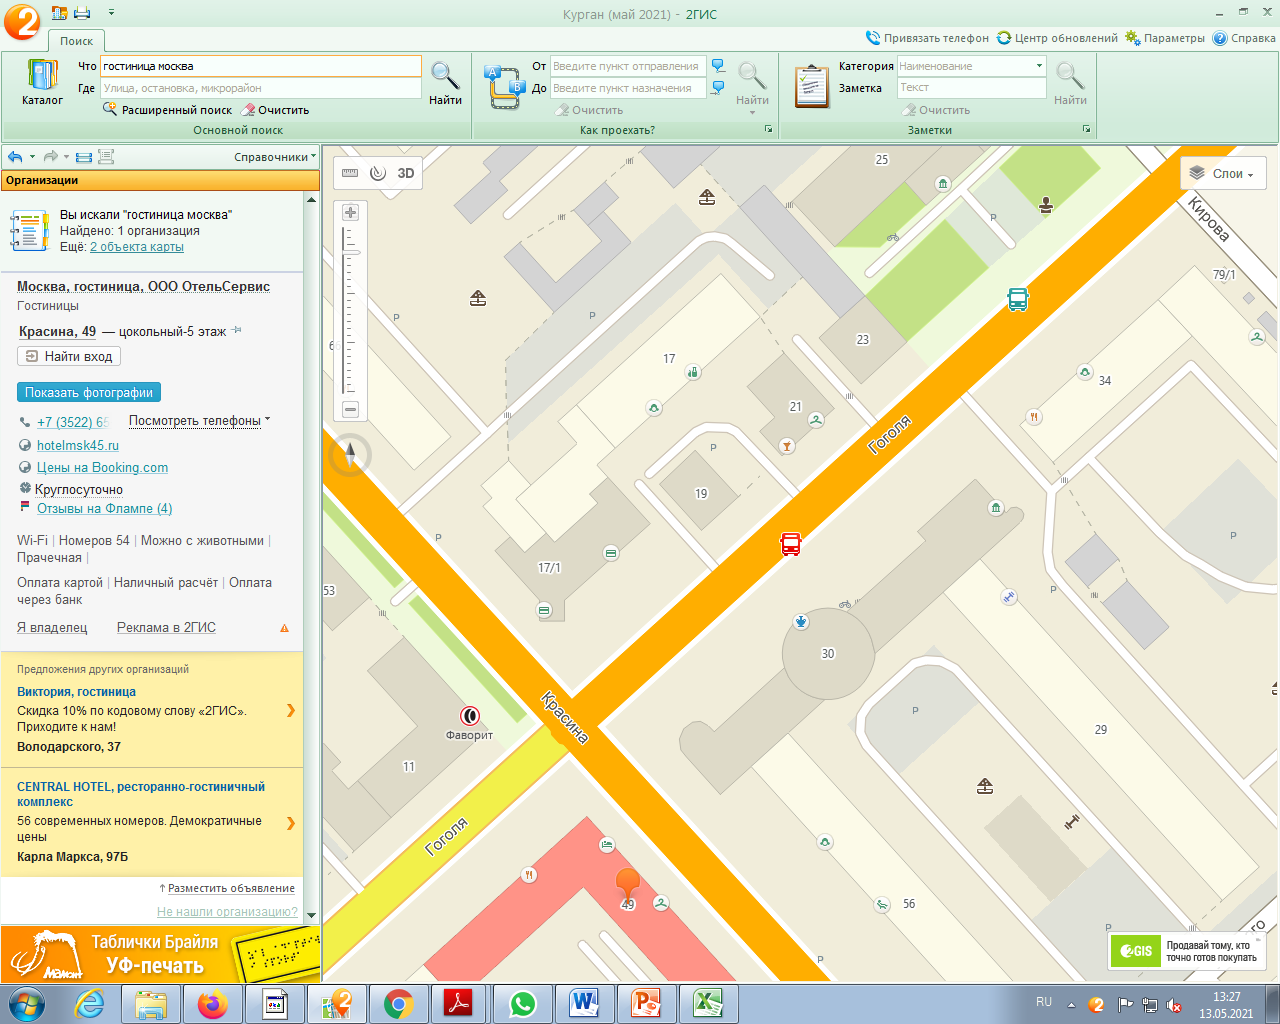 Курган (май 2021) - 2ГИС
Поиск
Привязать телефон
Центр обновлений
Параметры
Справка
Каталог
Что гостиница москва
Где Улица, остановка, микрорайон
Расширенный поиск
Очистить
Найти
Основной поиск
От Введите пункт отправления
До Введите пункт назначения
Очистить
Найти
Как проехать?
Категория Наименование
Заметка Текст
Очистить
Найти
Заметки
Справочники
Организации
Вы искали "гостиница москва"
Найдено: 1 организация
Ещё: 2 объекта карты
Москва, гостиница, ООО ОтельСервис
Гостиницы
Красина, 49 — цокольный-5 этаж
Найти вход
Показать фотографии
+7 (3522) 65
Посмотреть телефоны
hotelmsk45.ru
Цены на Booking.com
Круглосуточно
Отзывы на Флампе (4)
Wi-Fi | Номеров 54 | Можно с животными |
Прачечная |
Оплата картой | Наличный расчёт | Оплата
через банк
Я владелец
Реклама в 2ГИС
Предложения других организаций
Виктория, гостиница
Скидка 10% по кодовому слову «2ГИС».
Приходите к нам!
Володарского, 37
CENTRAL HOTEL, ресторанно-гостиничный
комплекс
56 современных номеров. Демократичные
цены
Карла Маркса, 97Б
Разместить объявление
Не нашли организацию?
Мамонт
Таблички Брайля
УФ-печать
3D
Слои
25
P
Кирова
79/1
P
P
17
23
34
21
Гоголя
P
19
P
P
17/1
53
30
P
Красина
Фаворит
11
29
Гоголя
49
56
P
P
2GIS
Продавай тому, кто
точно готов покупать
RU
13:27
13.05.2021